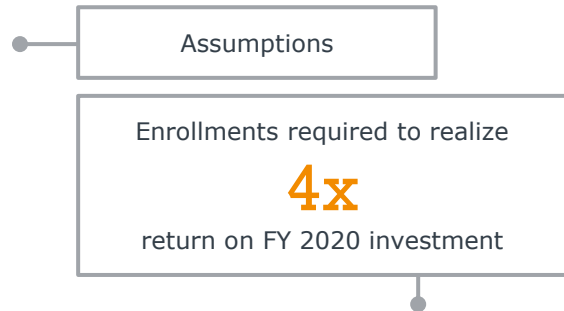 Assumptions
Enrollments required to realize
4x
return on FY 2020 investment